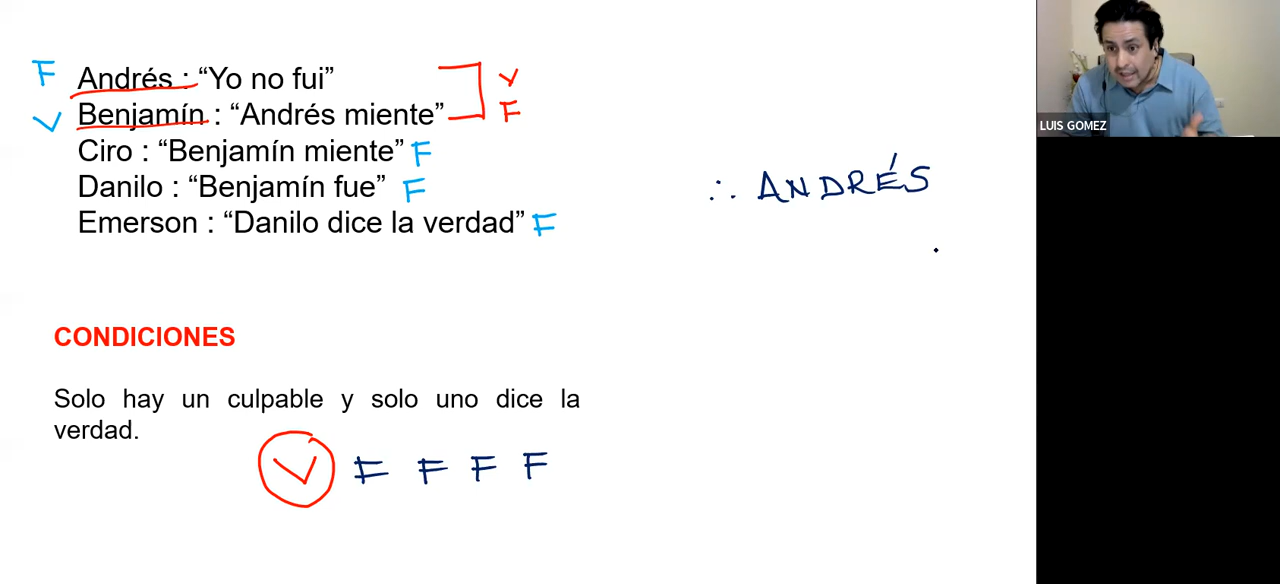 F Andrés : “Yo no fui” V
V Benjamín : “Andrés miente” F
Ciro : “Benjamín miente” F
Danilo : “Benjamín fue” F
Emerson : “Danilo dice la verdad” F
∴ ANDRÉS
CONDICIONES
Solo hay un culpable y solo uno dice la
verdad.
V F F F F
LUIS GOMEZ